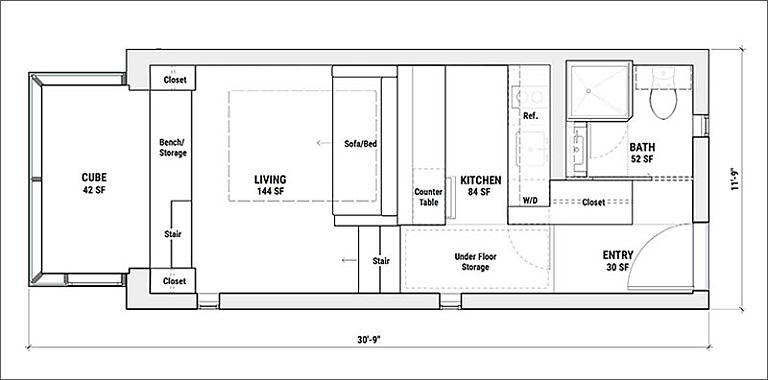 Closet
Bench/
Storage
CUBE
42 SF
Stair
Closet
LIVING
144 SF
Sofa/Bed
Stair
Counter
Table
KITCHEN
84 SF
Ref.
W/D
Under Floor
Storage
Closet
BATH
52 SF
ENTRY
30 SF
11'-9"
30'-9"